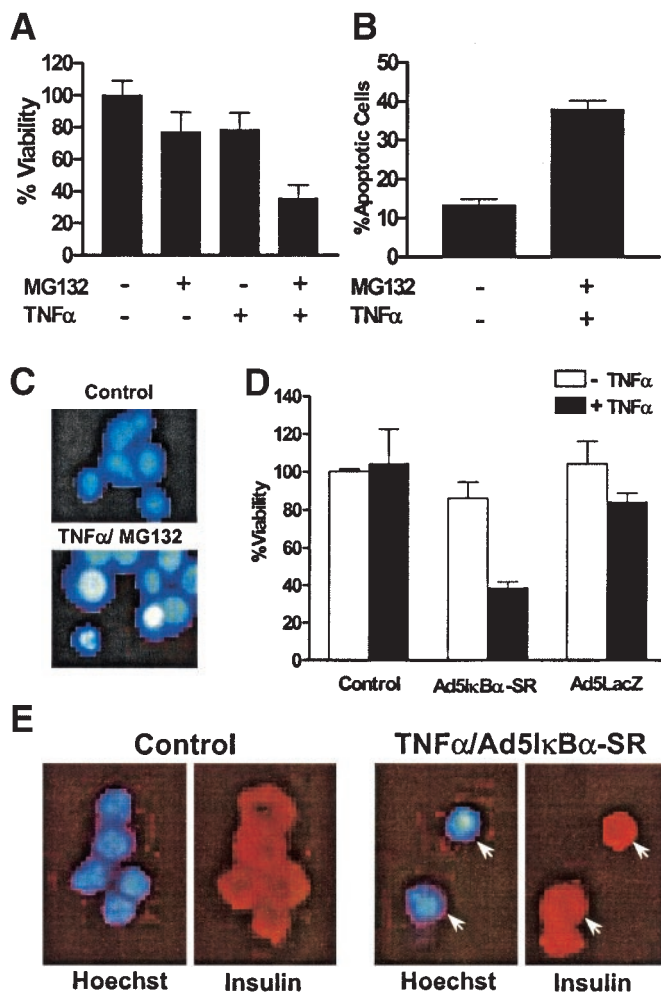 A
% Viability
120
100
80
60
40
20
0
MG132 - + - +
TNFα - - + +
B
%Apoptotic Cells
50
40
30
20
10
0
MG132 - +
TNFα - +
C
Control
TNFα/ MG132
D
- TNFα
+ TNFα
%Viability
140
120
100
80
60
40
20
0
Control Ad5IκBα-SR Ad5LacZ
E
Control TNFα/Ad5IκBα-SR
Hoechst Insulin Hoechst Insulin